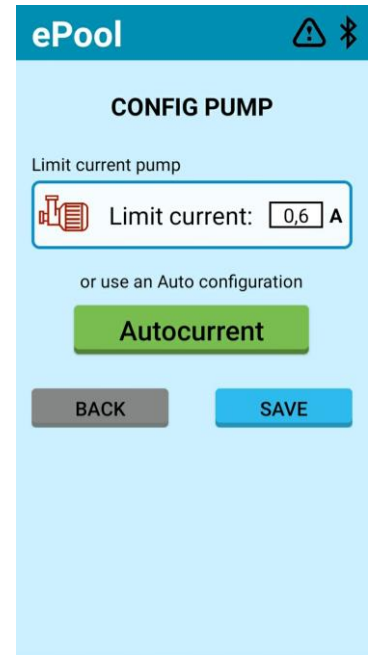 ePool
CONFIG PUMP
Limit current pump
Limit current: 0,6 A
or use an Auto configuration
Autocurrent
BACK SAVE